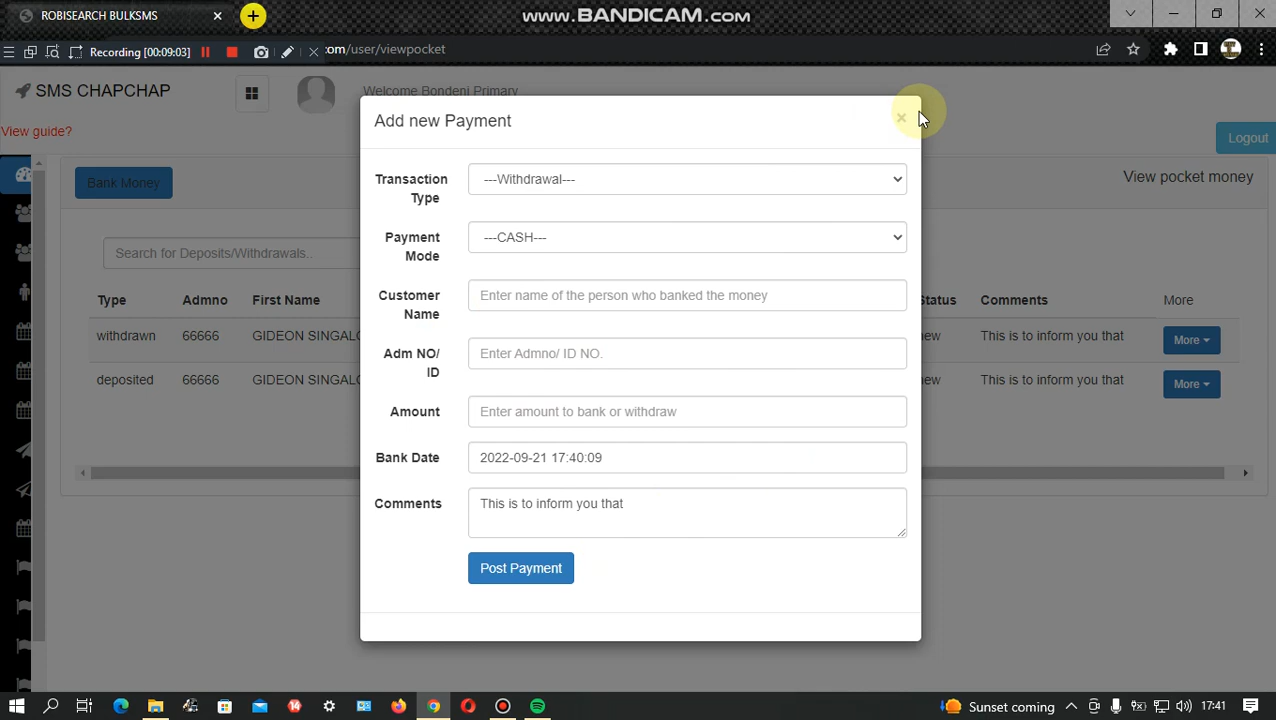 ROBISEARCH BULKSMS
www.BANDICAM.com
Recording [00:09:03]
com/user/viewpocket
SMS CHAPCHAP
Welcome Bondeni Primary
View guide?
Logout
Add new Payment
×
Bank Money
View pocket money
Transaction Type
---Withdrawal---
Payment Mode
---CASH---
Search for Deposits/Withdrawals..
Customer Name
Enter name of the person who banked the money
Type Admno First Name Status Comments More
withdrawn 66666 GIDEON This is to inform you that More
Adm NO/ ID
Enter Admno/ ID NO.
deposited 66666 GIDEON This is to inform you that More
Amount
Enter amount to bank or withdraw
Bank Date
2022-09-21 17:40:09
Comments
This is to inform you that
Post Payment
Sunset coming
17:41